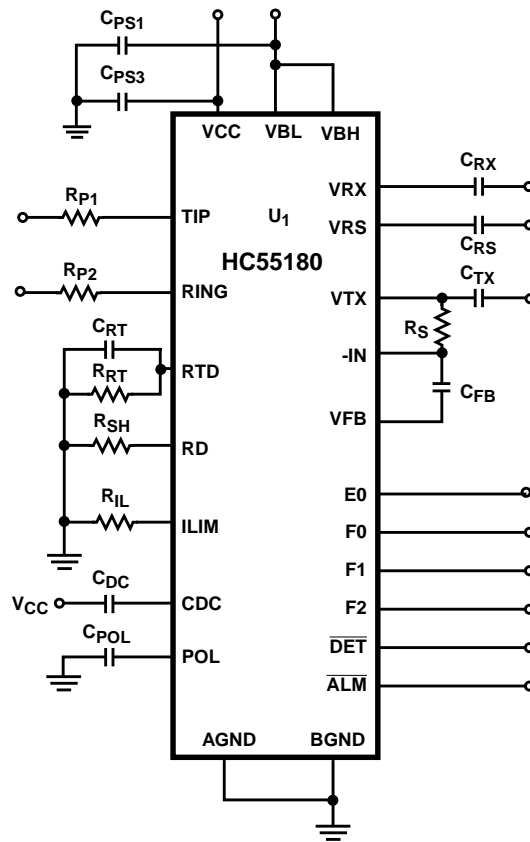 CPS1
CPS3
VCC VBL VBH
CRX
VRX
RP1
TIP
U1
VRS
CRS
HC55180
RP2
RING
CTX
VTX
RS
CRT
RTD
-IN
RRT
CFB
RSH
VFB
RD
RIL
E0
ILIM
F0
CDC
VCC
CDC
F1
F2
CPOL
POL
DET
ALM
AGND BGND